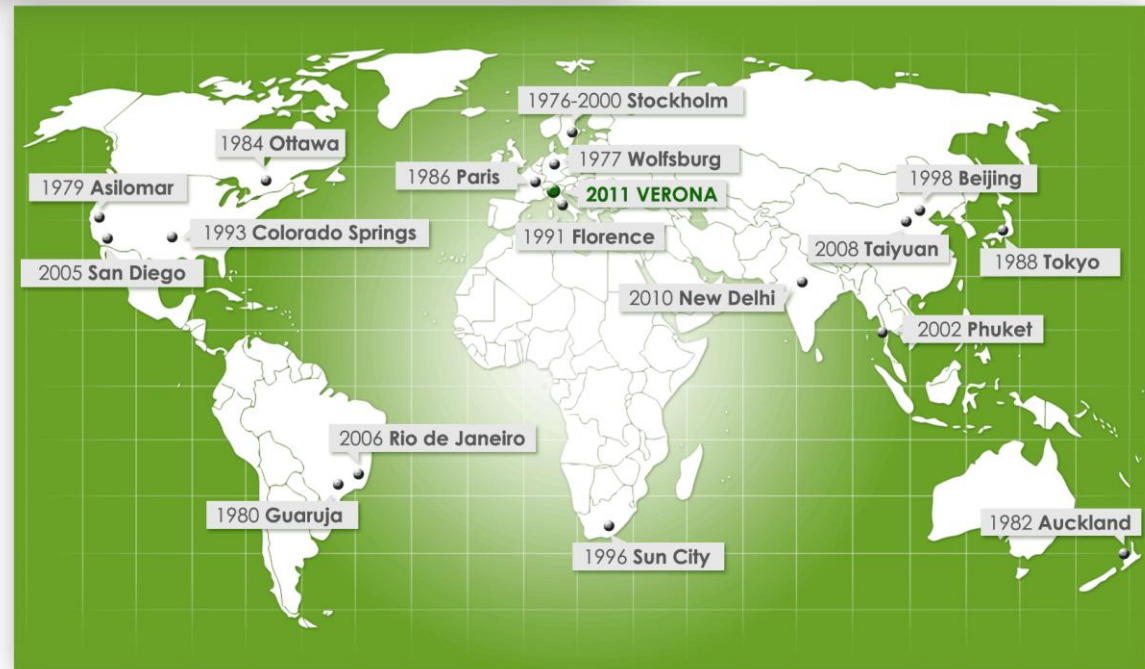 1976-2000 Stockholm
1984 Ottawa
1977 Wolfsburg
1986 Paris
1998 Beijing
1979 Asilomar
2011 VERONA
1993 Colorado Springs
1991 Florence
2008 Taiyuan
2005 San Diego
1988 Tokyo
2010 New Delhi
2002 Phuket
2006 Rio de Janeiro
1980 Guaruja
1982 Auckland
1996 Sun City